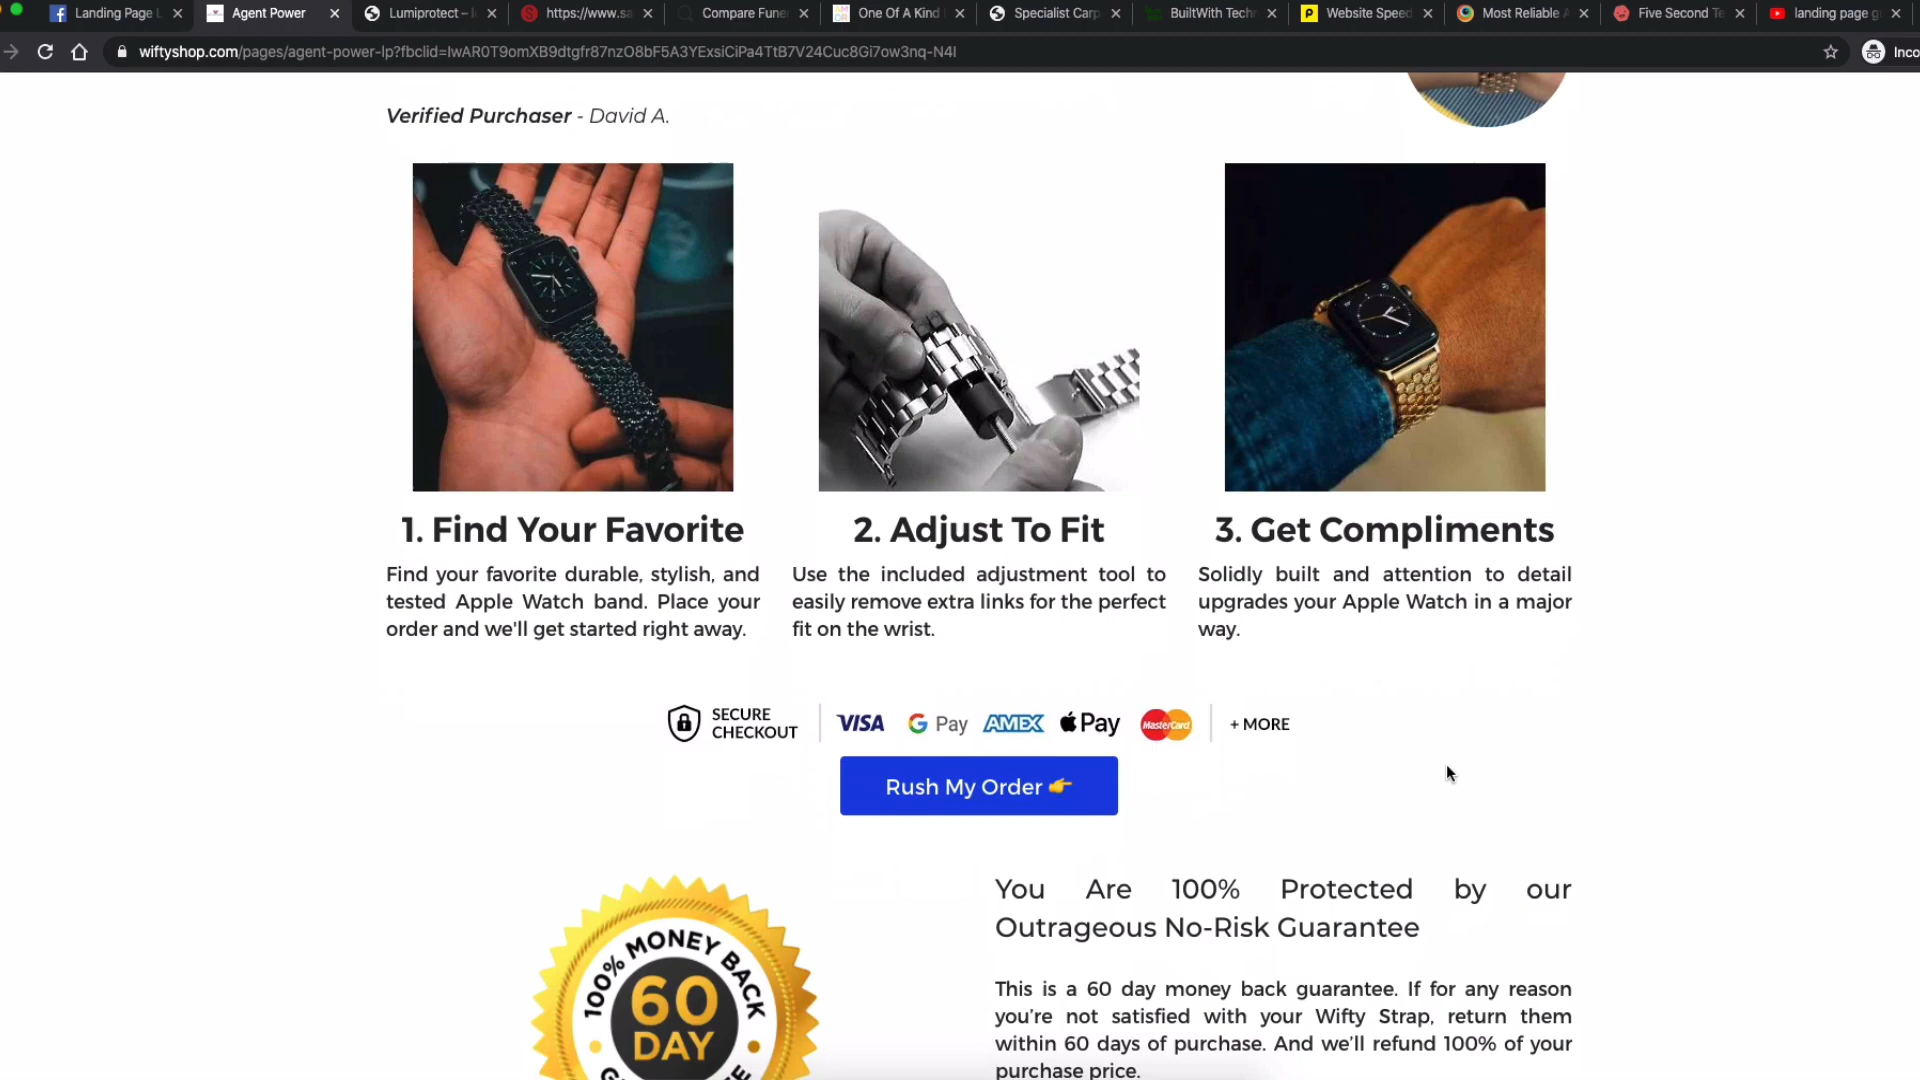 Landing Page L
Agent Power
Lumiprotect – l
https://www.sa
Compare Fune
One Of A Kind
Specialist Carp
BuiltWith Tech
Website Speed
Most Reliable A
Five Second Te
landing page g
wiftyshop.com/pages/agent-power-lp?fbclid=IwAR0T9omXB9dtgfr87nzO8bF5A3YExsiCiPa4TtB7V24Cuc8Gi7ow3nq-N4I
Inco
Verified Purchaser - David A.
1. Find Your Favorite
Find your favorite durable, stylish, and
tested Apple Watch band. Place your
order and we'll get started right away.
2. Adjust To Fit
Use the included adjustment tool to
easily remove extra links for the perfect
fit on the wrist.
3. Get Compliments
Solidly built and attention to detail
upgrades your Apple Watch in a major
way.
SECURE
CHECKOUT
VISA
G Pay
AMEX
Pay
MasterCard
+ MORE
Rush My Order 👉
100% MONEY BACK
60
DAY
You Are 100% Protected by our
Outrageous No-Risk Guarantee
This is a 60 day money back guarantee. If for any reason
you're not satisfied with your Wifty Strap, return them
within 60 days of purchase. And we'll refund 100% of your
purchase price.